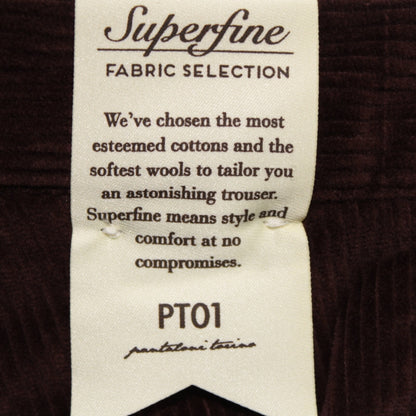 Superfine
FABRIC SELECTION
We've chosen the most
esteemed cottons and the
softest wools to tailor you
an astonishing trouser.
Superfine means style and
comfort at no
compromises.
PT01
pantaloni torino